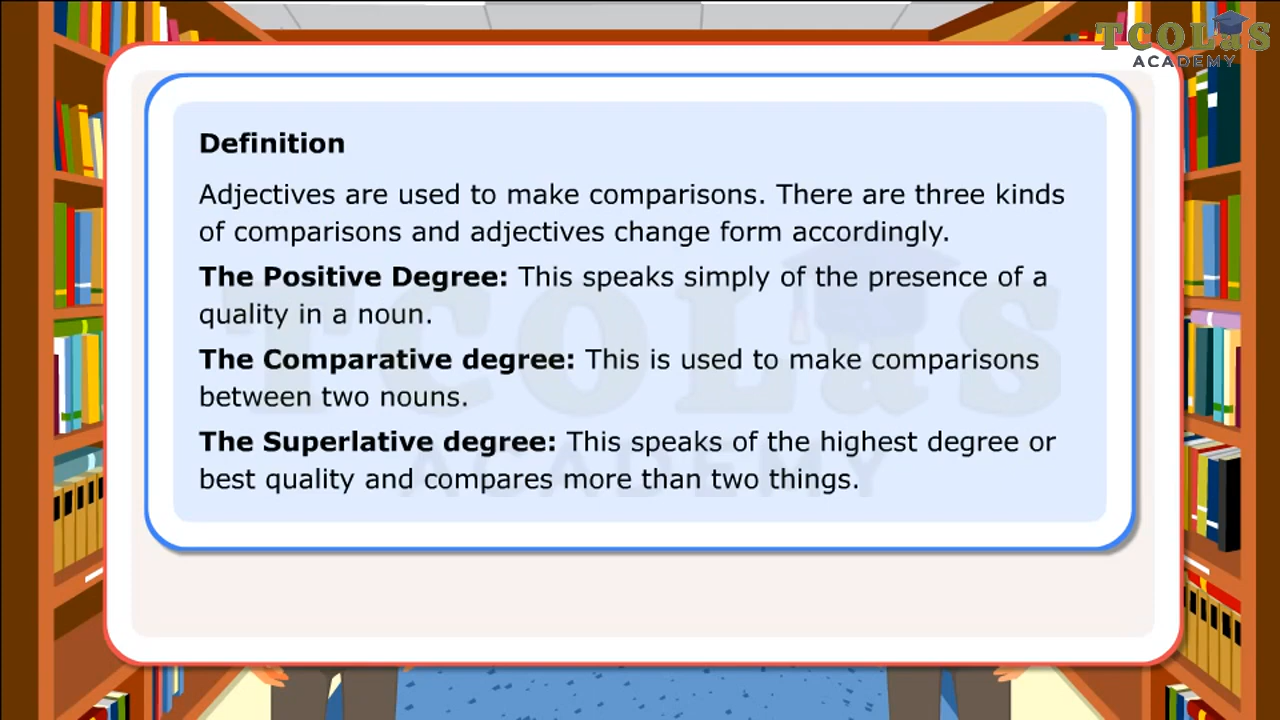 TCOLaS
ACADEMY
Definition
Adjectives are used to make comparisons. There are three kinds
of comparisons and adjectives change form accordingly.
The Positive Degree: This speaks simply of the presence of a
quality in a noun.
The Comparative degree: This is used to make comparisons
between two nouns.
The Superlative degree: This speaks of the highest degree or
best quality and compares more than two things.
TCOLaS
ACADEMY